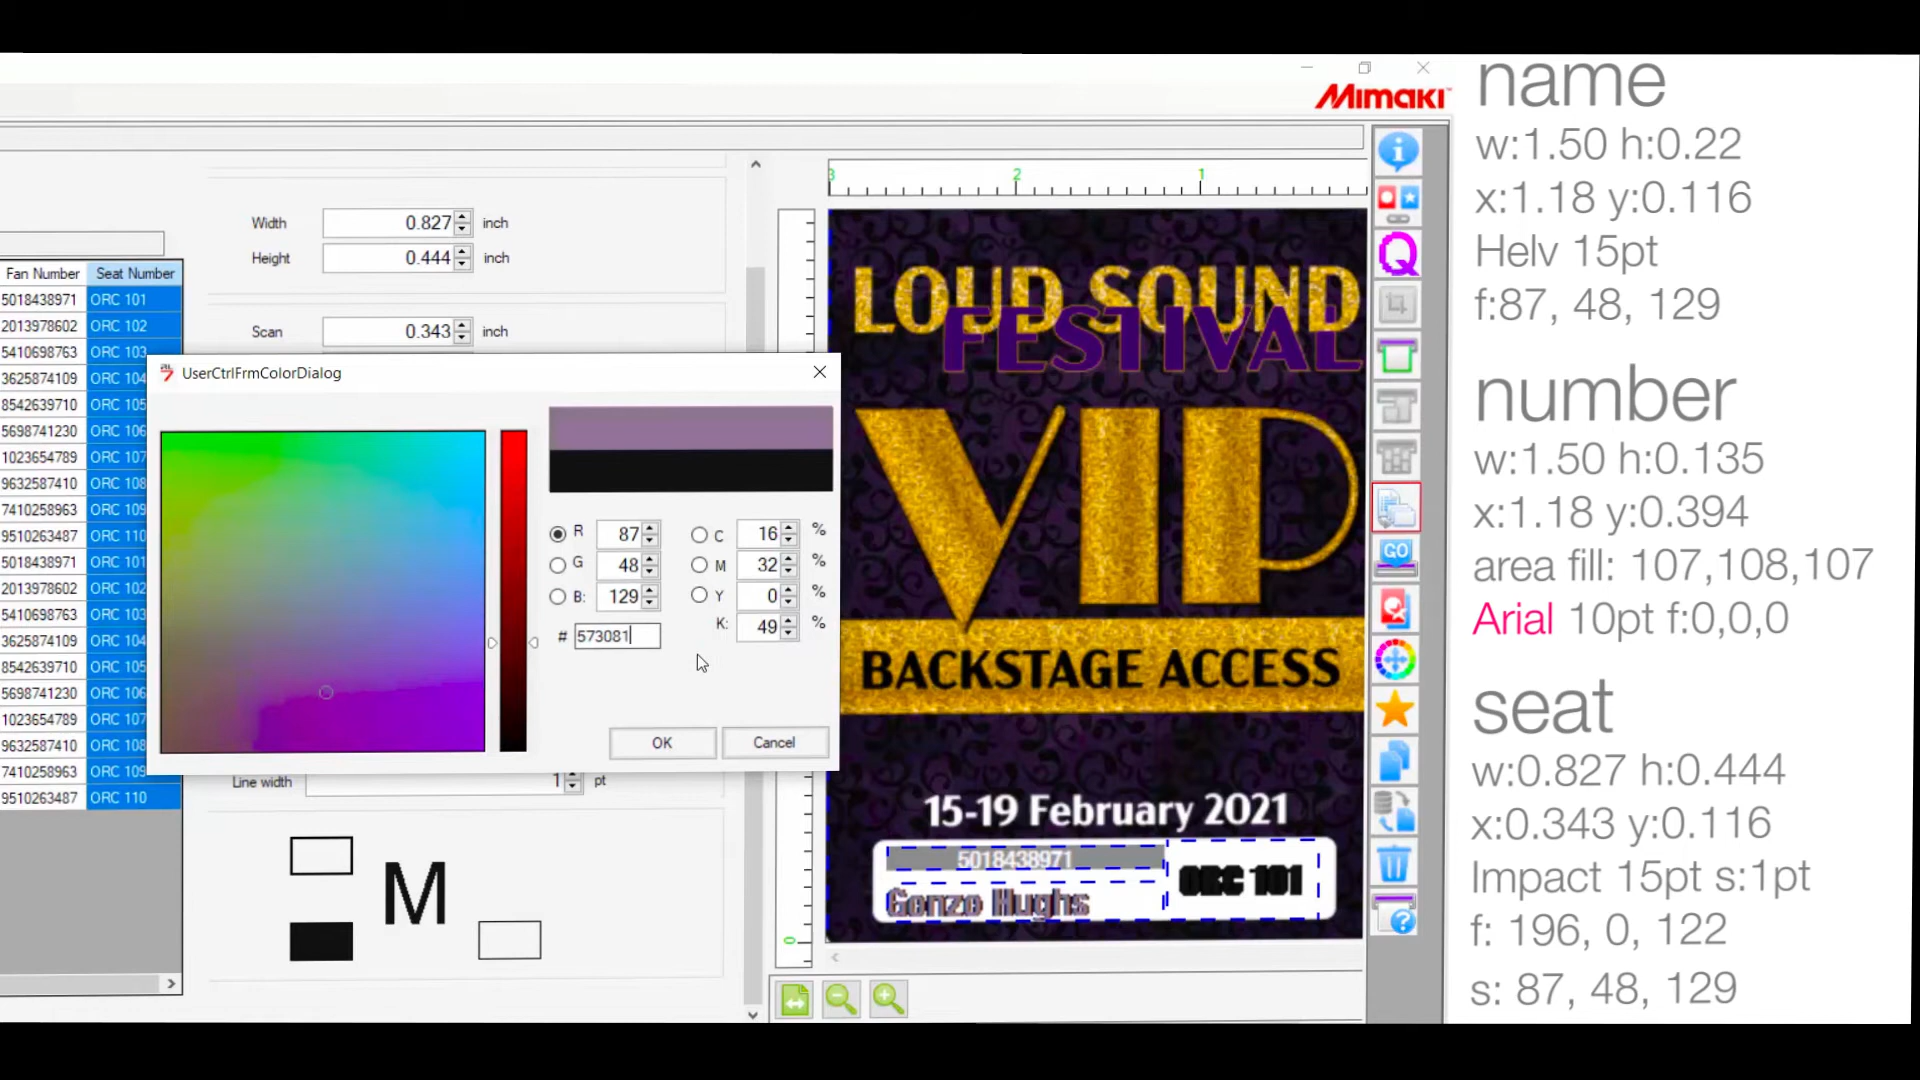 Mimaki
Width 0.827 inch
Height 0.444 inch
Scan 0.343 inch
Fan Number Seat Number
5018438971 ORC 101
2013978602 ORC 102
5410698763 ORC 103
3625874109 ORC 104
8542639710 ORC 105
5698741230 ORC 106
1023654789 ORC 107
9632587410 ORC 108
7410258963 ORC 109
9510263487 ORC 110
5018438971 ORC 101
2013978602 ORC 102
5410698763 ORC 103
3625874109 ORC 104
8542639710 ORC 105
5698741230 ORC 106
1023654789 ORC 107
9632587410 ORC 108
7410258963 ORC 109
9510263487 ORC 110
UserCtrlFrmColorDialog
R 87 C 16 %
G 48 M 32 %
B: 129 Y 0 %
K: 49 %
# 573081
OK Cancel
Line width 1 pt
M
3 2 1
0
LOUD SOUND
FESTIVAL
VIP
BACKSTAGE ACCESS
15-19 February 2021
5018438971
ORC 101
Gonzo Hughs
i
Q
GO
?
name
w:1.50 h:0.22
x:1.18 y:0.116
Helv 15pt
f:87, 48, 129
number
w:1.50 h:0.135
x:1.18 y:0.394
area fill: 107,108,107
Arial 10pt f:0,0,0
seat
w:0.827 h:0.444
x:0.343 y:0.116
Impact 15pt s:1pt
f: 196, 0, 122
s: 87, 48, 129